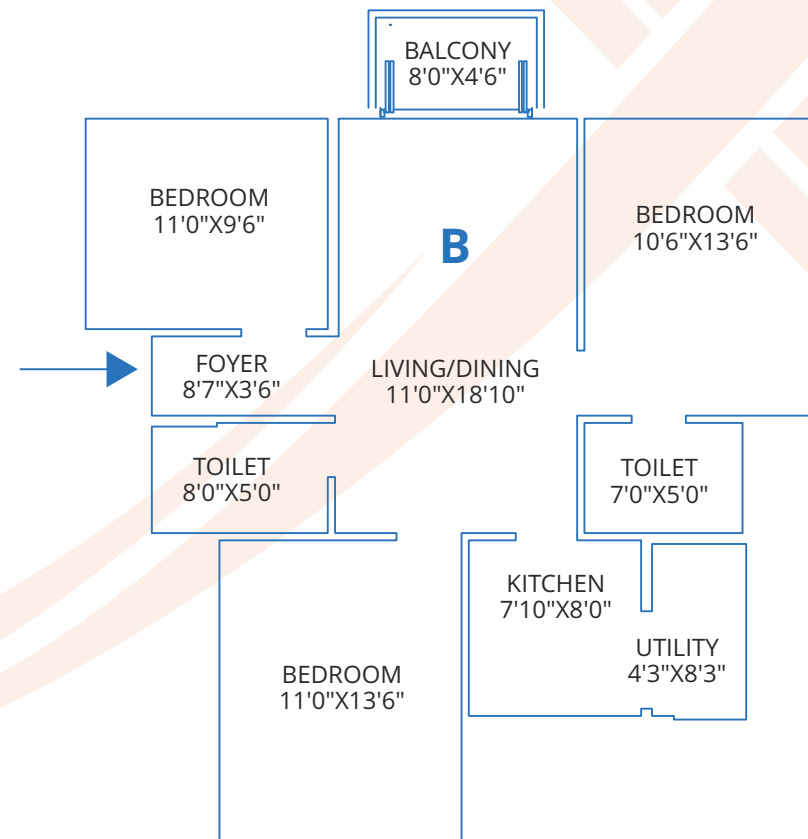 BALCONY
8'0"X4'6"
BEDROOM
11'0"X9'6"
B
BEDROOM
10'6"X13'6"
FOYER
8'7"X3'6"
LIVING/DINING
11'0"X18'10"
TOILET
8'0"X5'0"
TOILET
7'0"X5'0"
KITCHEN
7'10"X8'0"
UTILITY
4'3"X8'3"
BEDROOM
11'0"X13'6"